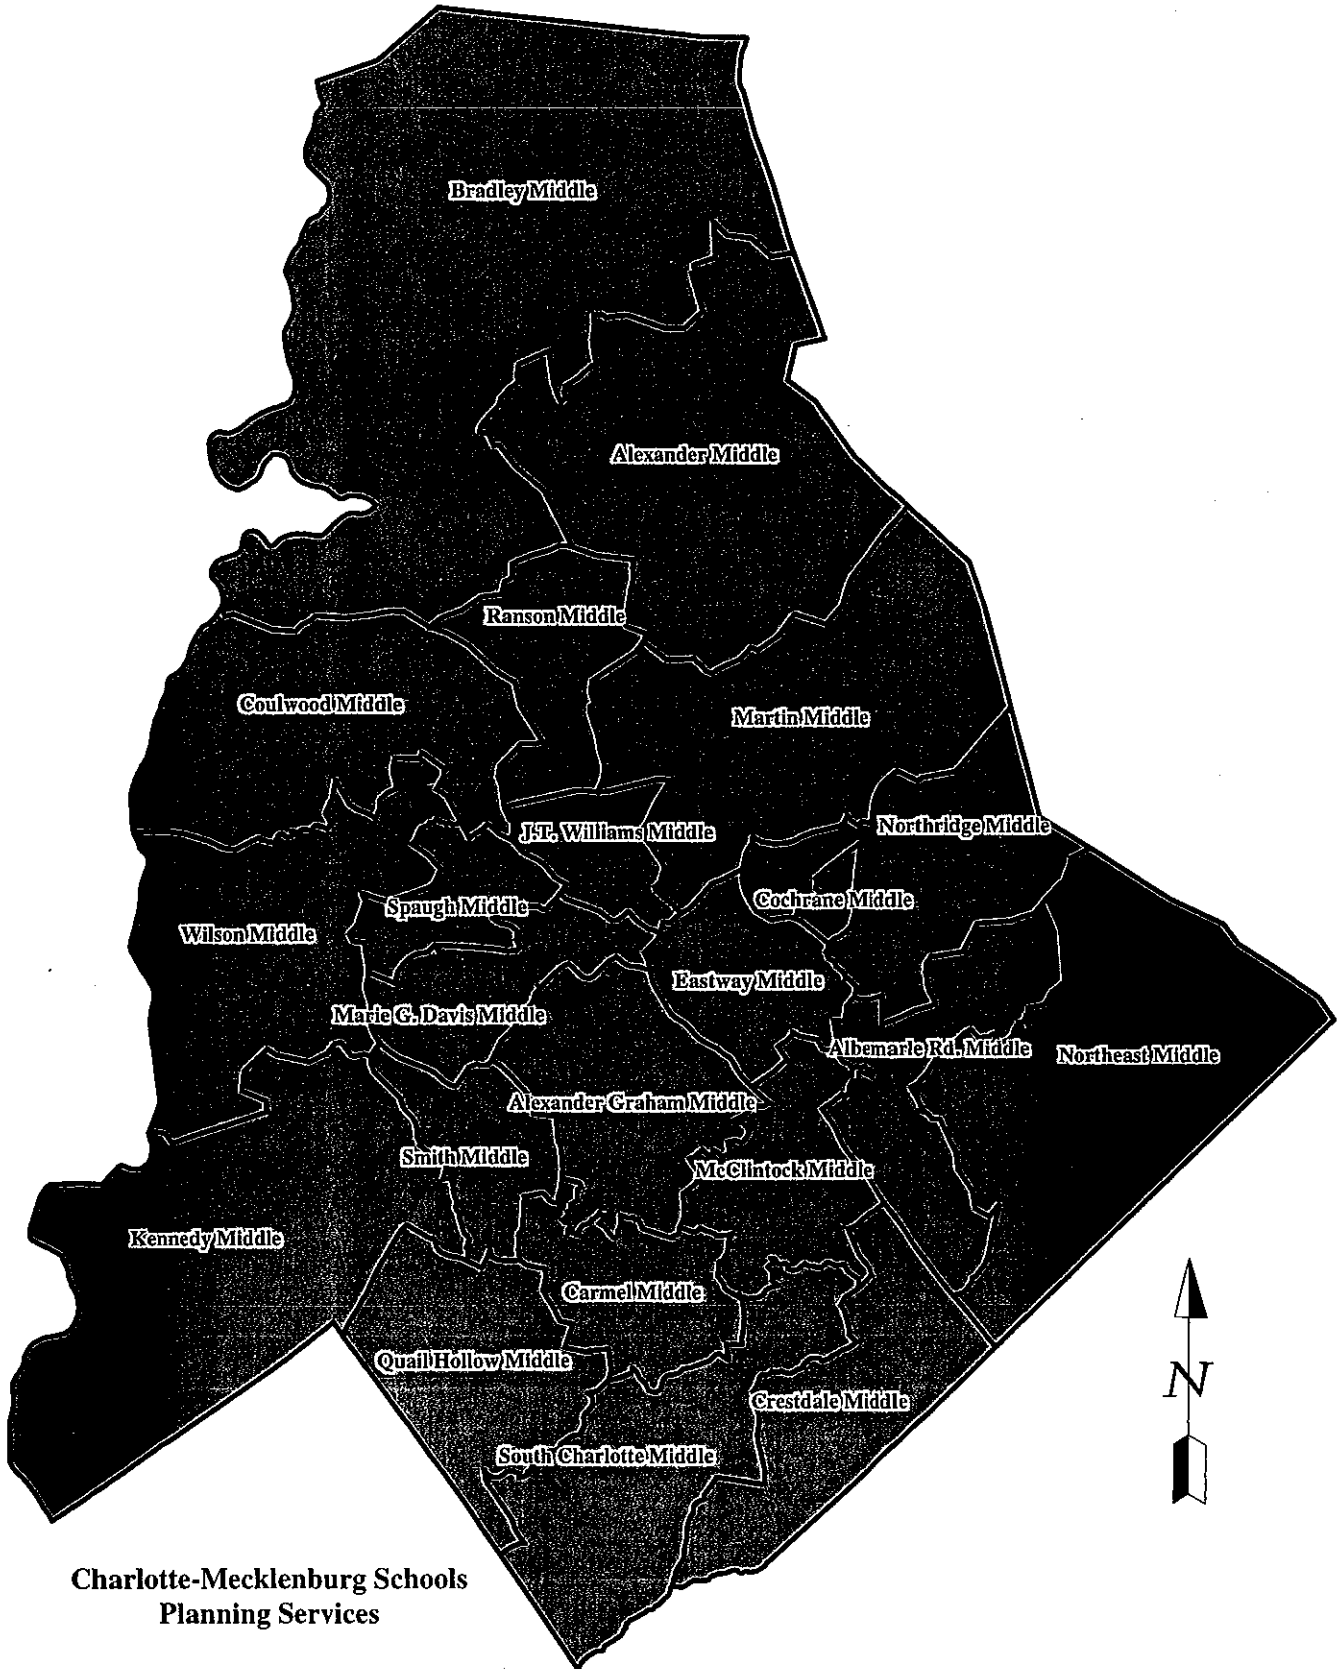 Bradley Middle
Alexander Middle
Ranson Middle
Coulwood Middle
Martin Middle
J.T. Williams Middle
Northridge Middle
Spaugh Middle
Cochrane Middle
Wilson Middle
Eastway Middle
Marie G. Davis Middle
Albemarle Rd. Middle
Northeast Middle
Alexander Graham Middle
Smith Middle
McClintock Middle
Kennedy Middle
Carmel Middle
Quail Hollow Middle
Crestdale Middle
South Charlotte Middle
N
Charlotte-Mecklenburg Schools
Planning Services